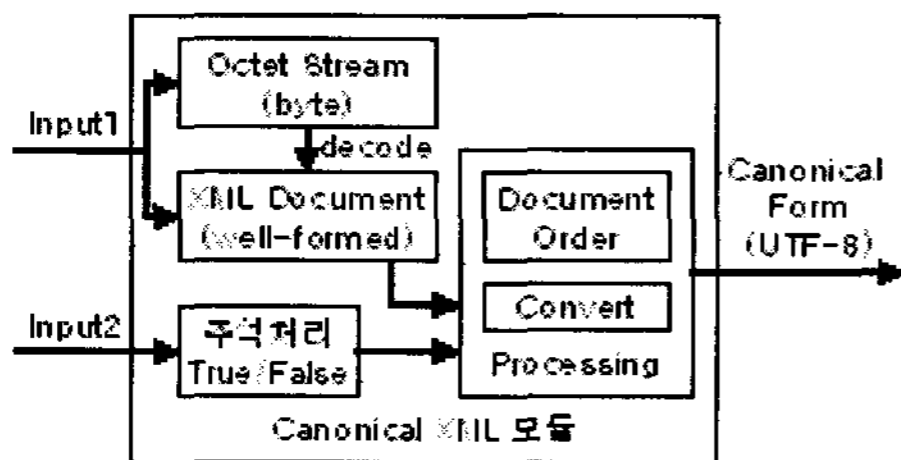 Octet Stream
(byte)
Input1
decode
XML Document
(well-formed)
Document
Order
Canonical
Form
(UTF-8)
Convert
Input2
주석처리
True/False
Processing
Canonical XML 모듈